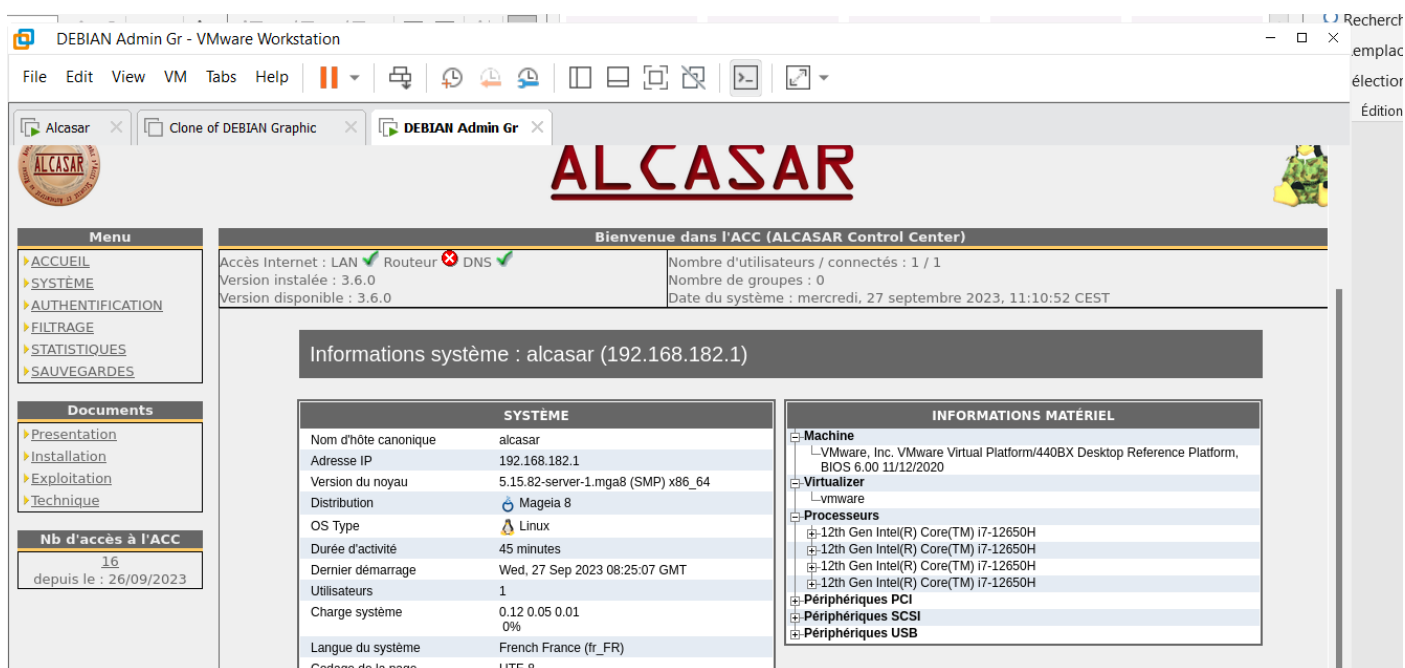 Recherch
DEBIAN Admin Gr - VMware Workstation
emplac
File Edit View VM Tabs Help
électior
Édition
Alcasar
Clone of DEBIAN Graphic
DEBIAN Admin Gr
ALCASAR
ALCASAR
Menu
Bienvenue dans l'ACC (ALCASAR Control Center)
ACCUEIL
SYSTÈME
AUTHENTIFICATION
FILTRAGE
STATISTIQUES
SAUVEGARDES
Accès Internet : LAN Routeur DNS
Version installée : 3.6.0
Version disponible : 3.6.0
Nombre d'utilisateurs / connectés : 1 / 1
Nombre de groupes : 0
Date du système : mercredi, 27 septembre 2023, 11:10:52 CEST
Documents
Presentation
Installation
Exploitation
Technique
Nb d'accès à l'ACC
16
depuis le : 26/09/2023
Informations système : alcasar (192.168.182.1)
SYSTÈME
Nom d'hôte canonique alcasar
Adresse IP 192.168.182.1
Version du noyau 5.15.82-server-1.mga8 (SMP) x86_64
Distribution Mageia 8
OS Type Linux
Durée d'activité 45 minutes
Dernier démarrage Wed, 27 Sep 2023 08:25:07 GMT
Utilisateurs 1
Charge système 0.12 0.05 0.01
0%
Langue du système French France (fr_FR)
Codage de la page UTF-8
INFORMATIONS MATÉRIEL
Machine
VMware, Inc. VMware Virtual Platform/440BX Desktop Reference Platform,
BIOS 6.00 11/12/2020
Virtualizer
vmware
Processeurs
12th Gen Intel(R) Core(TM) i7-12650H
12th Gen Intel(R) Core(TM) i7-12650H
12th Gen Intel(R) Core(TM) i7-12650H
12th Gen Intel(R) Core(TM) i7-12650H
Périphériques PCI
Périphériques SCSI
Périphériques USB